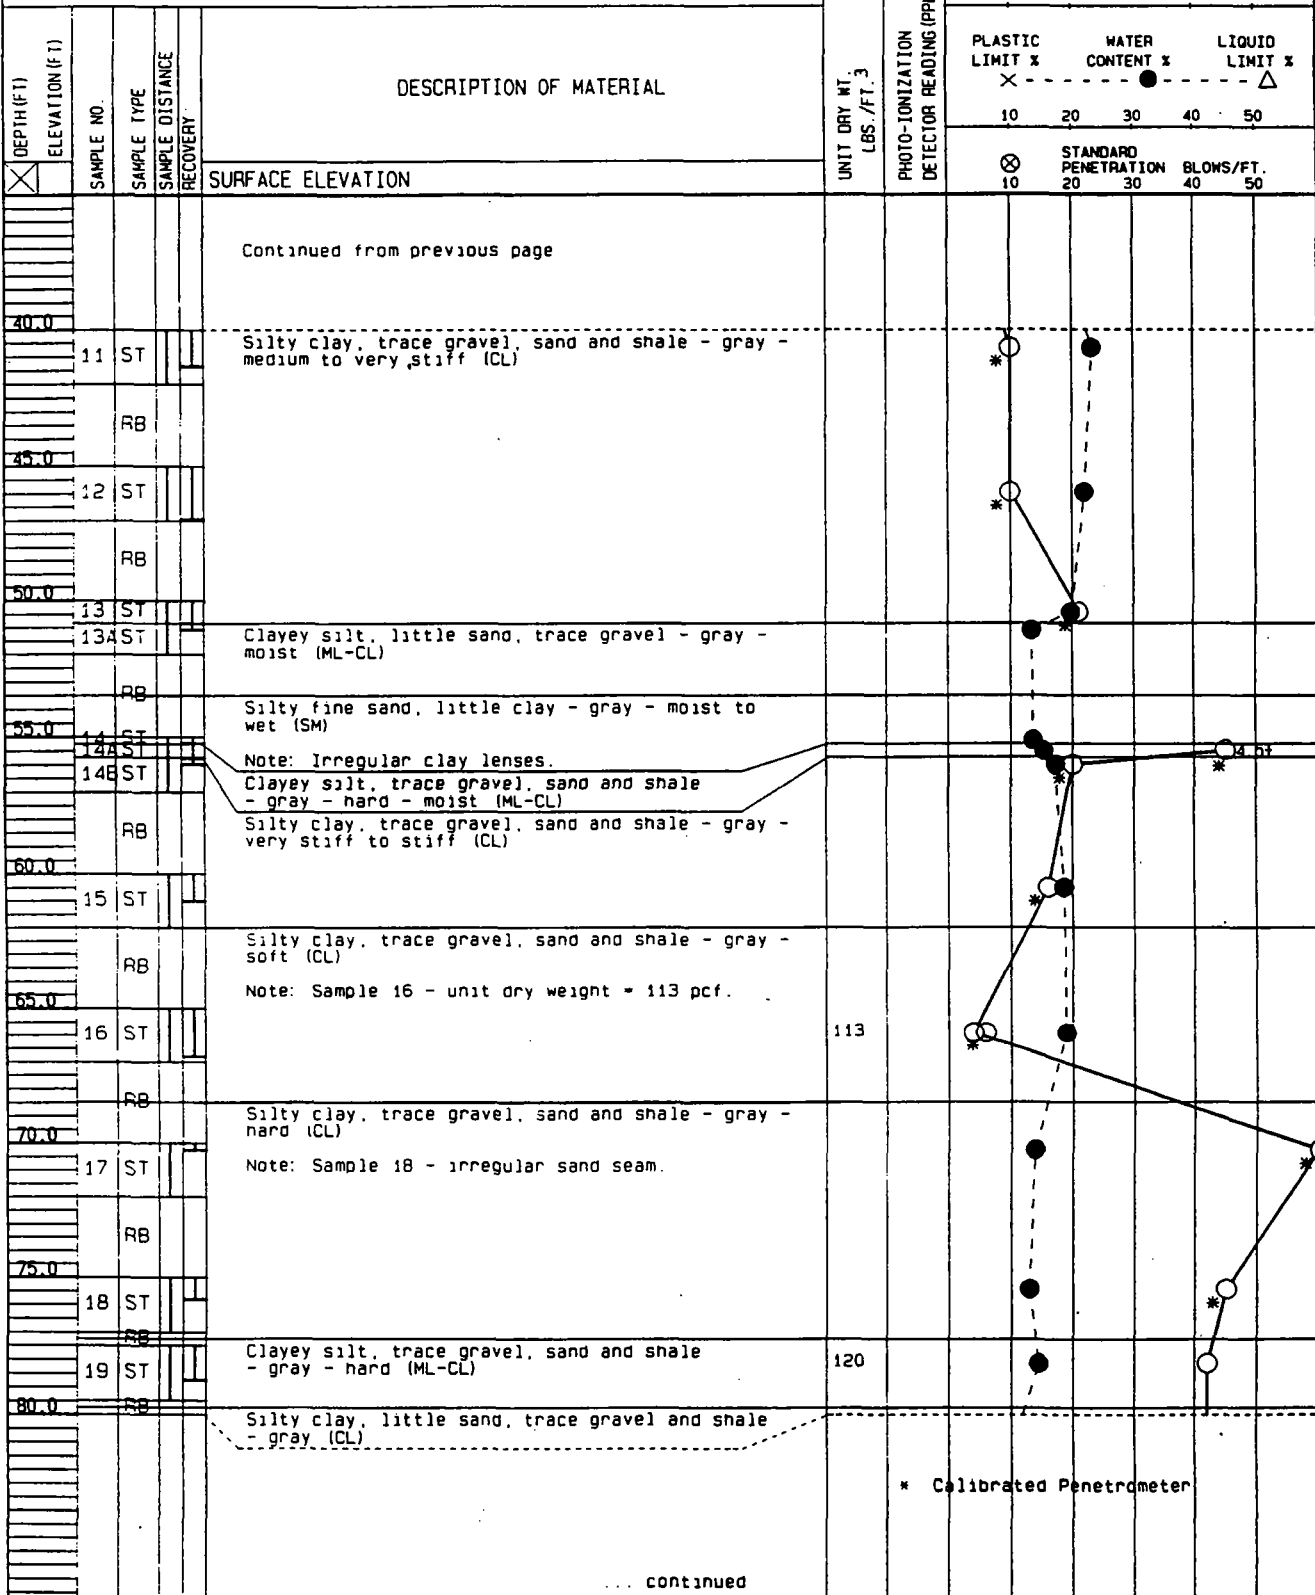 DEPTH(FT)
ELEVATION(FT)
SAMPLE NO.
SAMPLE TYPE
SAMPLE DISTANCE
RECOVERY
DESCRIPTION OF MATERIAL
SURFACE ELEVATION
UNIT DRY WT.
LBS./FT.3
PHOTO-IONIZATION
DETECTOR READING(PP
PLASTIC WATER LIQUID
LIMIT % CONTENT % LIMIT %
10 20 30 40 50
STANDARD
PENETRATION BLOWS/FT.
10 20 30 40 50
Continued from previous page
40.0
11 ST Silty clay, trace gravel, sand and shale - gray -
medium to very stiff (CL)
*
RB
45.0
12 ST
*
RB
50.0
13 ST
*
13A ST Clayey silt, little sand, trace gravel - gray -
moist (ML-CL)
RB
Silty fine sand, little clay - gray - moist to
wet (SM)
55.0
14 ST
14A ST
Note: Irregular clay lenses.
*
14B ST Clayey silt, trace gravel, sand and shale
- gray - hard - moist (ML-CL)
*
RB Silty clay, trace gravel, sand and shale - gray -
very stiff to stiff (CL)
60.0
15 ST
*
Silty clay, trace gravel, sand and shale - gray -
soft (CL)
RB
Note: Sample 16 - unit dry weight = 113 pcf.
65.0
16 ST 113
*
RB
Silty clay, trace gravel, sand and shale - gray -
hard (CL)
70.0
17 ST Note: Sample 18 - irregular sand seam.
*
RB
75.0
18 ST
*
RB
19 ST Clayey silt, trace gravel, sand and shale
- gray - hard (ML-CL)
120
80.0
RB
Silty clay, little sand, trace gravel and shale
- gray (CL)
* Calibrated Penetrometer
... continued